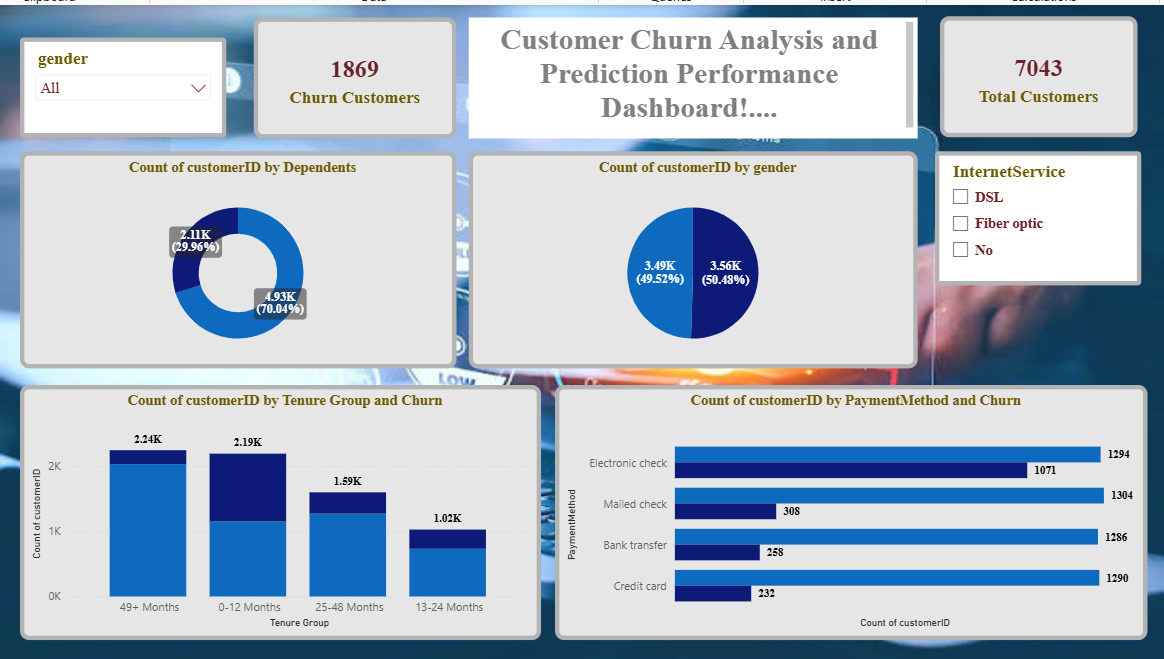 gender
All
1869
Churn Customers
Customer Churn Analysis and
Prediction Performance
Dashboard!....
7043
Total Customers
Count of customerID by Dependents
2.11K
(29.96%)
4.93K
(70.04%)
Count of customerID by gender
3.49K
(49.52%)
3.56K
(50.48%)
InternetService
DSL
Fiber optic
No
LOW
Count of customerID by Tenure Group and Churn
Count of customerID
2K
1K
0K
2.24K
2.19K
1.59K
1.02K
49+ Months
0-12 Months
25-48 Months
13-24 Months
Tenure Group
Count of customerID by PaymentMethod and Churn
PaymentMethod
Electronic check
1294
1071
Mailed check
1304
308
Bank transfer
1286
258
Credit card
1290
232
Count of customerID